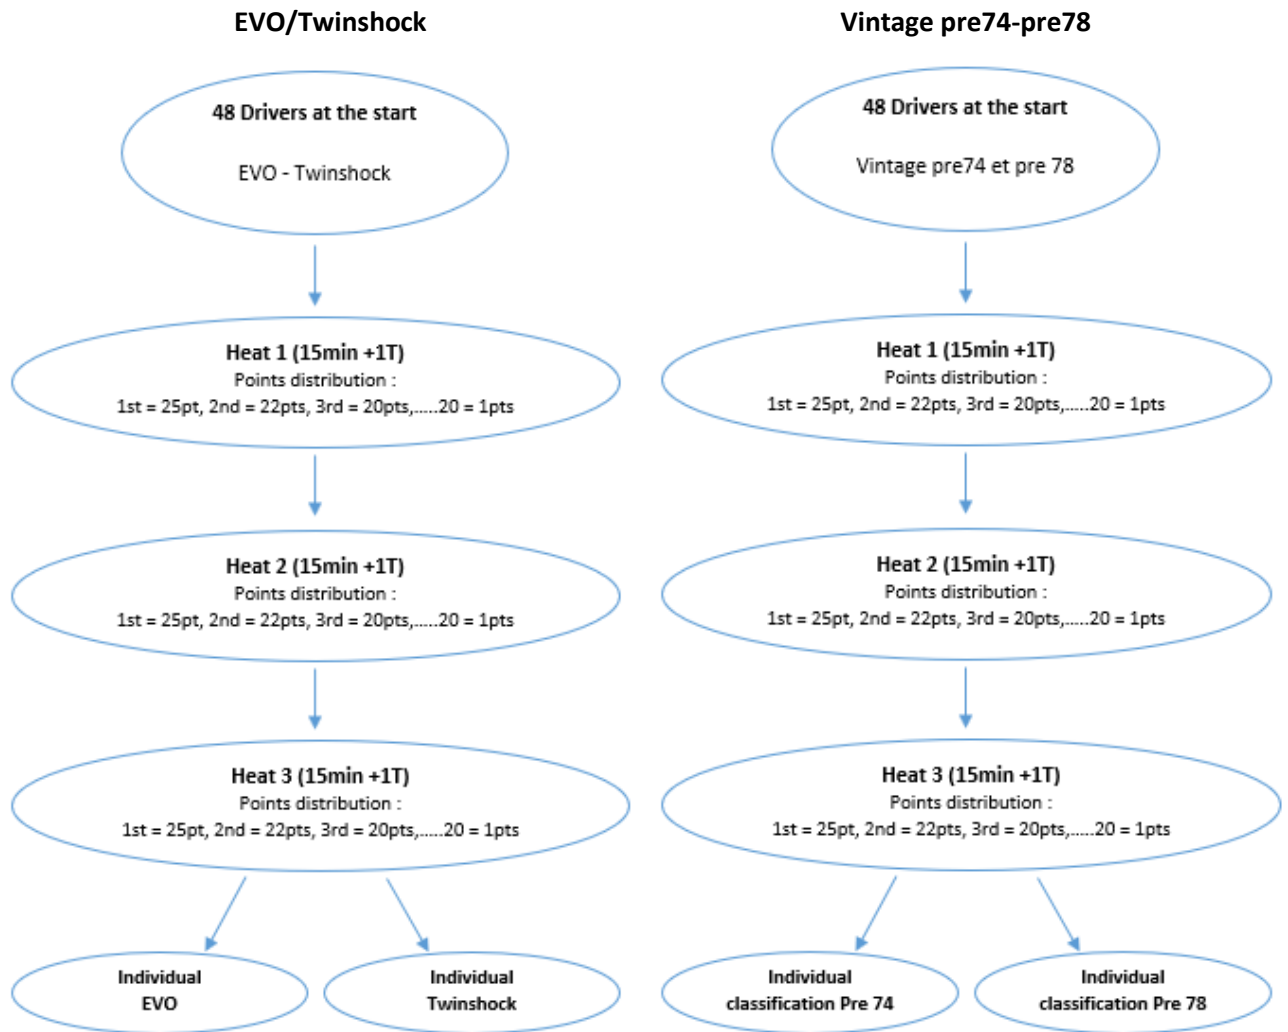 EVO/Twinshock
48 Drivers at the start
EVO - Twinshock
Heat 1 (15min +1T)
Points distribution :
1st = 25pt, 2nd = 22pts, 3rd = 20pts,.....20 = 1pts
Heat 2 (15min +1T)
Points distribution :
1st = 25pt, 2nd = 22pts, 3rd = 20pts,.....20 = 1pts
Heat 3 (15min +1T)
Points distribution :
1st = 25pt, 2nd = 22pts, 3rd = 20pts,.....20 = 1pts
Individual
EVO
Individual
Twinshock
Vintage pre74-pre78
48 Drivers at the start
Vintage pre74 et pre 78
Heat 1 (15min +1T)
Points distribution :
1st = 25pt, 2nd = 22pts, 3rd = 20pts,.....20 = 1pts
Heat 2 (15min +1T)
Points distribution :
1st = 25pt, 2nd = 22pts, 3rd = 20pts,.....20 = 1pts
Heat 3 (15min +1T)
Points distribution :
1st = 25pt, 2nd = 22pts, 3rd = 20pts,.....20 = 1pts
Individual
classification Pre 74
Individual
classification Pre 78